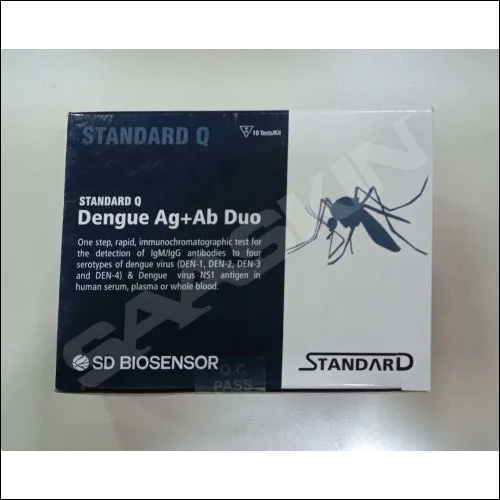 STANDARD Q
10 Tests/Kit
STANDARD Q
Dengue Ag+Ab Duo
One step, rapid, immunochromatographic test for
the detection of IgM/IgG antibodies to four
serotypes of dengue virus (DEN-1, DEN-2, DEN-3
and DEN-4) & Dengue virus NS1 antigen in
human serum, plasma or whole blood.
SD BIOSENSOR
Q.C
PASS
STANDARD
SAASKIN